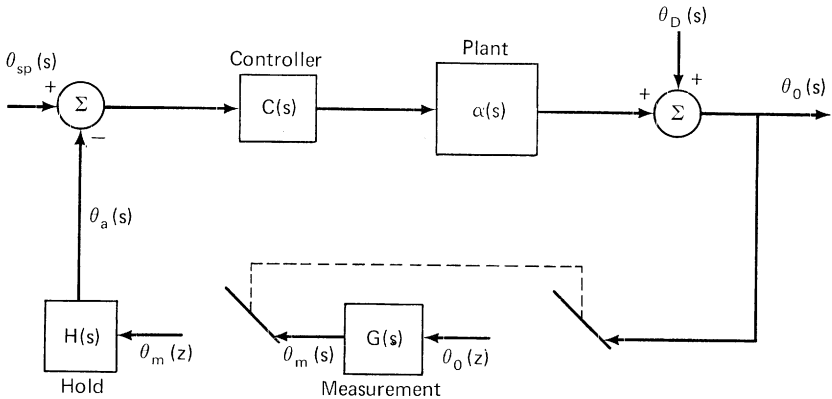 θD (s)
Plant
Controller
θsp (s)
+
Σ
C(s)
α(s)
+
+
Σ
θ0 (s)
−
θa (s)
H(s)
θm (z)
Hold
θm (s)
G(s)
θ0 (z)
Measurement